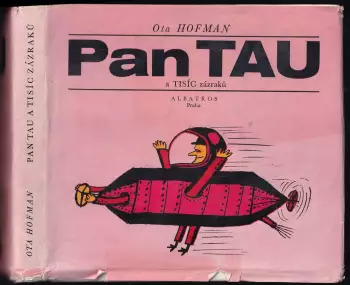 Ota HOFMAN
Pan TAU
a TISÍC zázraků
ALBATROS
Praha
OTA HOFMAN PAN TAU A TISÍC ZÁZRAKŮ